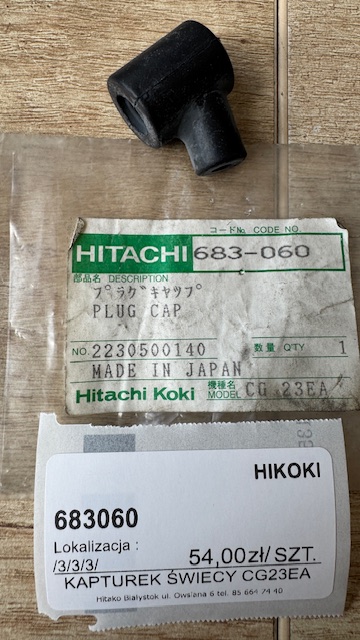 コードNo. CODE NO.
HITACHI 683-060
部品名 DESCRIPTION
プラグキャップ
PLUG CAP
NO. 2230500140 数量 Q'TY 1
MADE IN JAPAN
Hitachi Koki 機種名 MODEL CG 23EA
HIKOKI
683060
Lokalizacja :
/3/3/3/ 54,00zł/SZT.
KAPTUREK ŚWIECY CG23EA
Hitako Białystok ul. Owsiana 6 tel. 85 664 74 40